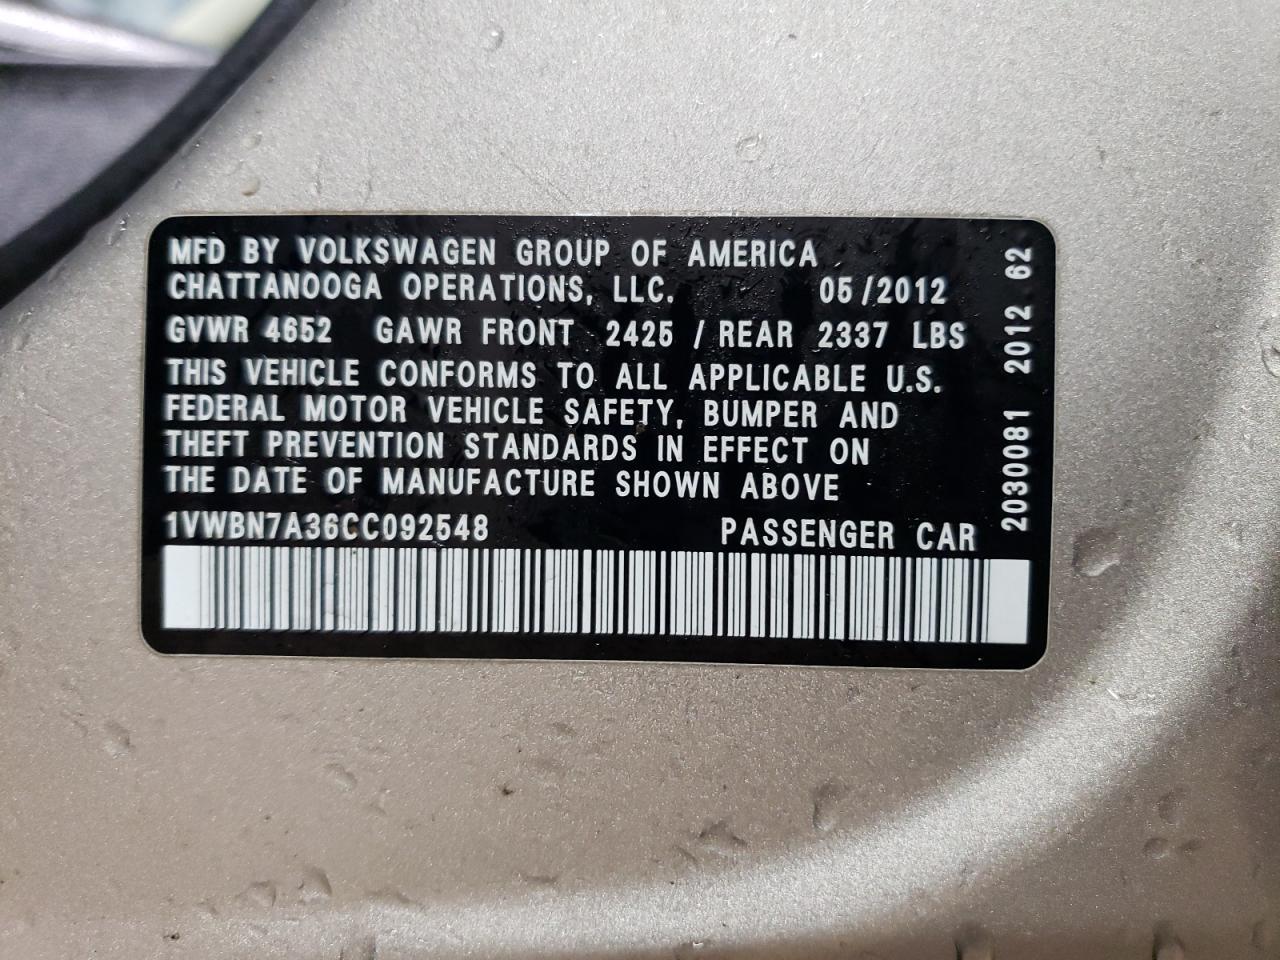 MFD BY VOLKSWAGEN GROUP OF AMERICA
CHATTANOOGA OPERATIONS, LLC. 05/2012
GVWR 4652 GAWR FRONT 2425 / REAR 2337 LBS
THIS VEHICLE CONFORMS TO ALL APPLICABLE U.S.
FEDERAL MOTOR VEHICLE SAFETY, BUMPER AND
THEFT PREVENTION STANDARDS IN EFFECT ON
THE DATE OF MANUFACTURE SHOWN ABOVE
1VWBN7A36CC092548 PASSENGER CAR
2030081 2012 62